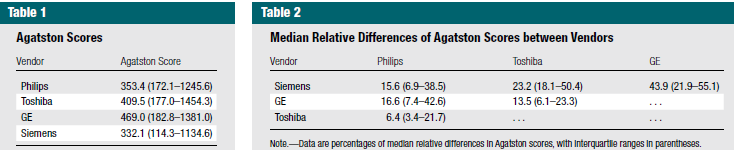 Table 1
Agatston Scores
Vendor Agatston Score
Philips 353.4 (172.1–1245.6)
Toshiba 409.5 (177.0–1454.3)
GE 469.0 (182.8–1381.0)
Siemens 332.1 (114.3–1134.6)
Table 2
Median Relative Differences of Agatston Scores between Vendors
Vendor Philips Toshiba GE
Siemens 15.6 (6.9–38.5) 23.2 (18.1–50.4) 43.9 (21.9–55.1)
GE 16.6 (7.4–42.6) 13.5 (6.1–23.3) . . .
Toshiba 6.4 (3.4–21.7) . . . . . .
Note.—Data are percentages of median relative differences in Agatston scores, with interquartile ranges in parentheses.